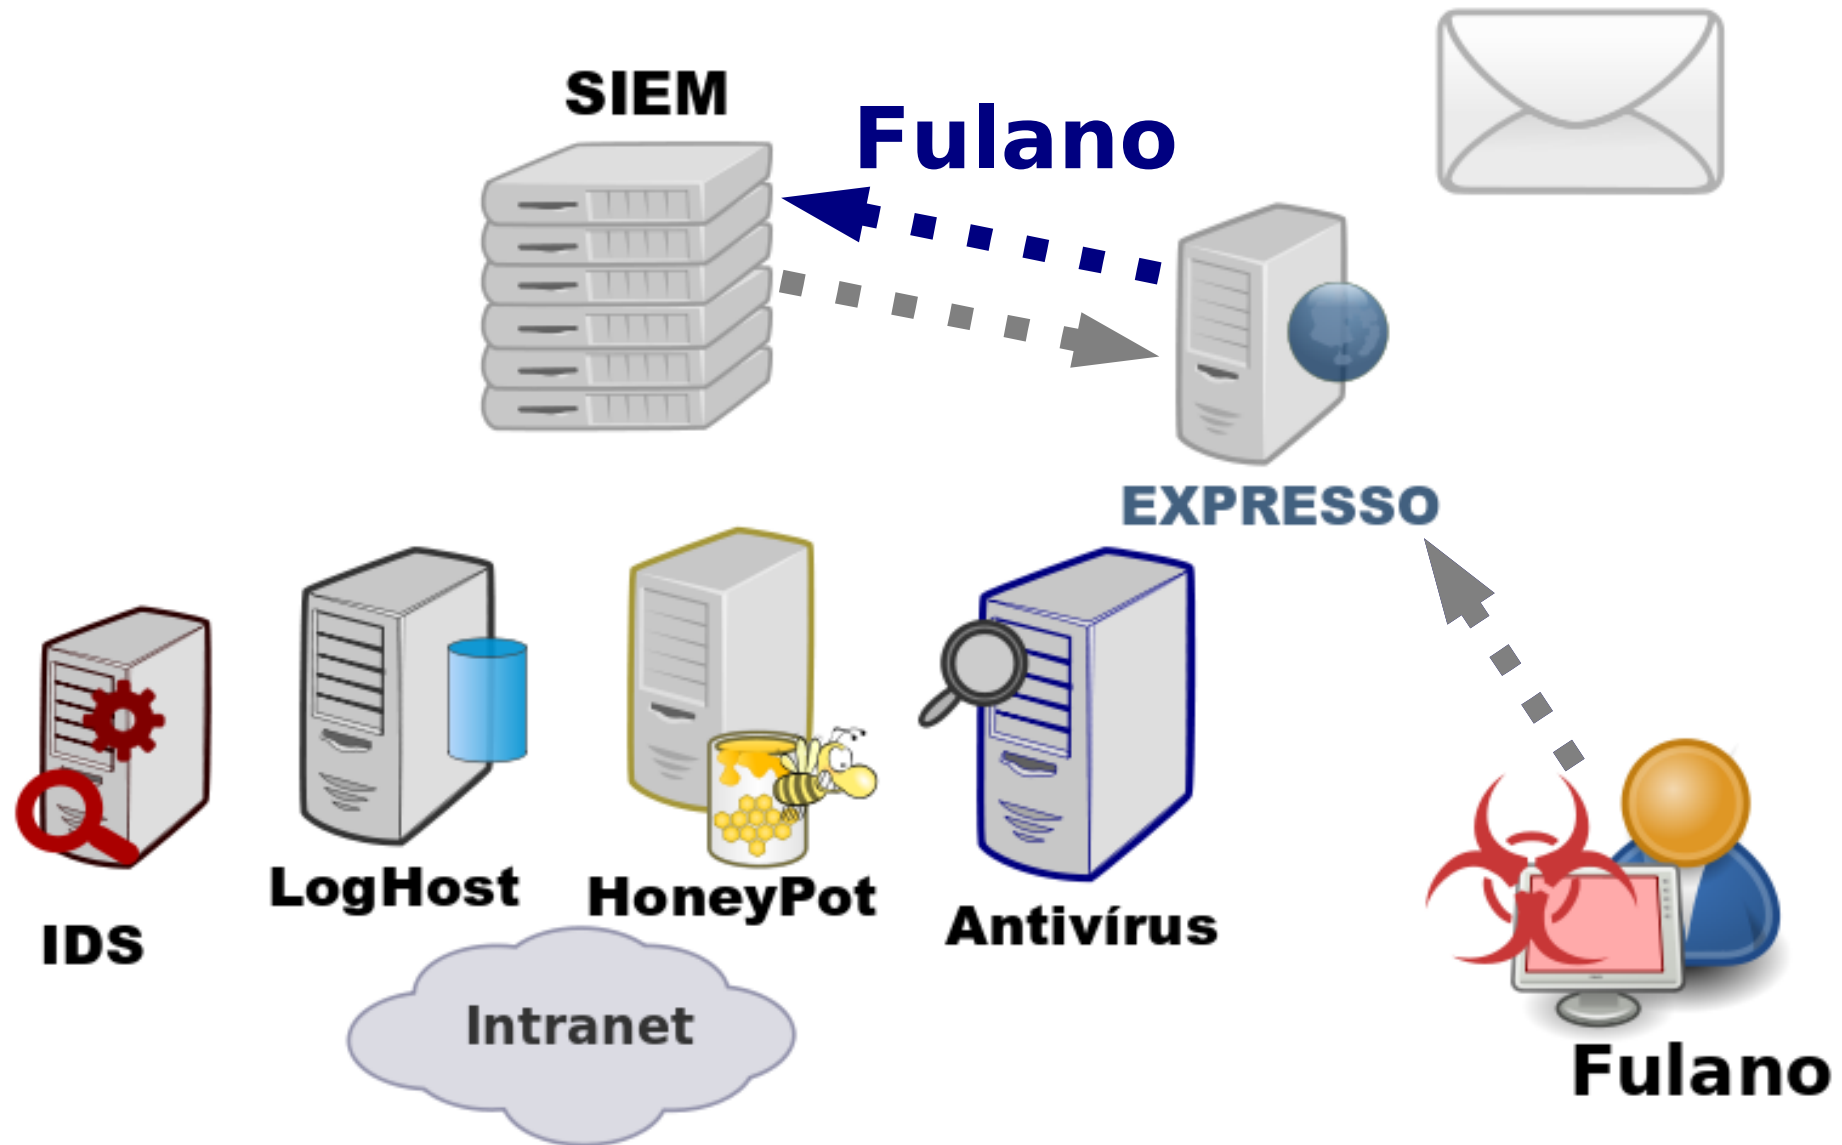 SIEM
Fulano
EXPRESSO
IDS
LogHost
HoneyPot
Antivírus
Intranet
Fulano